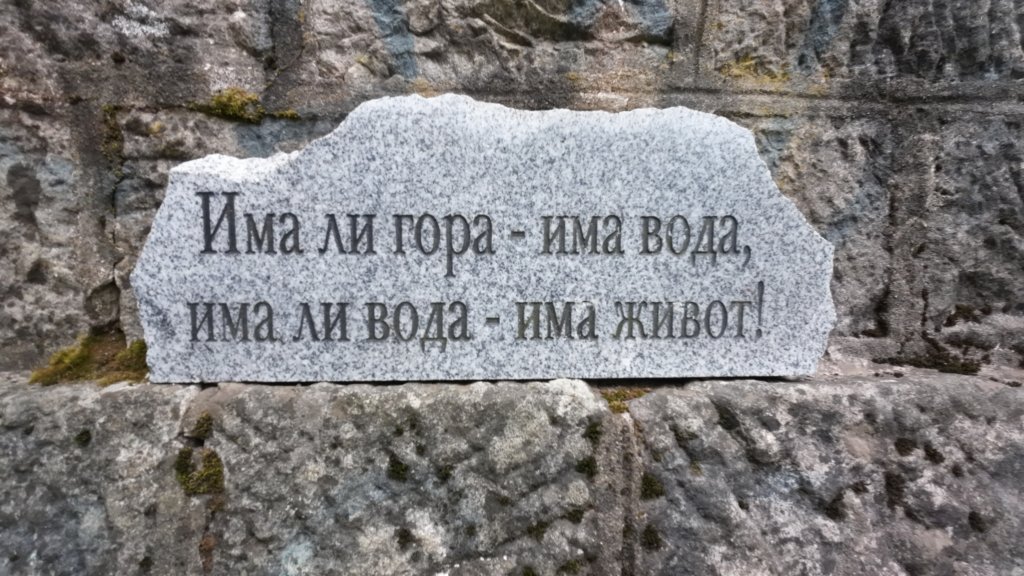 Има ли гора - има вода,
има ли вода - има живот!